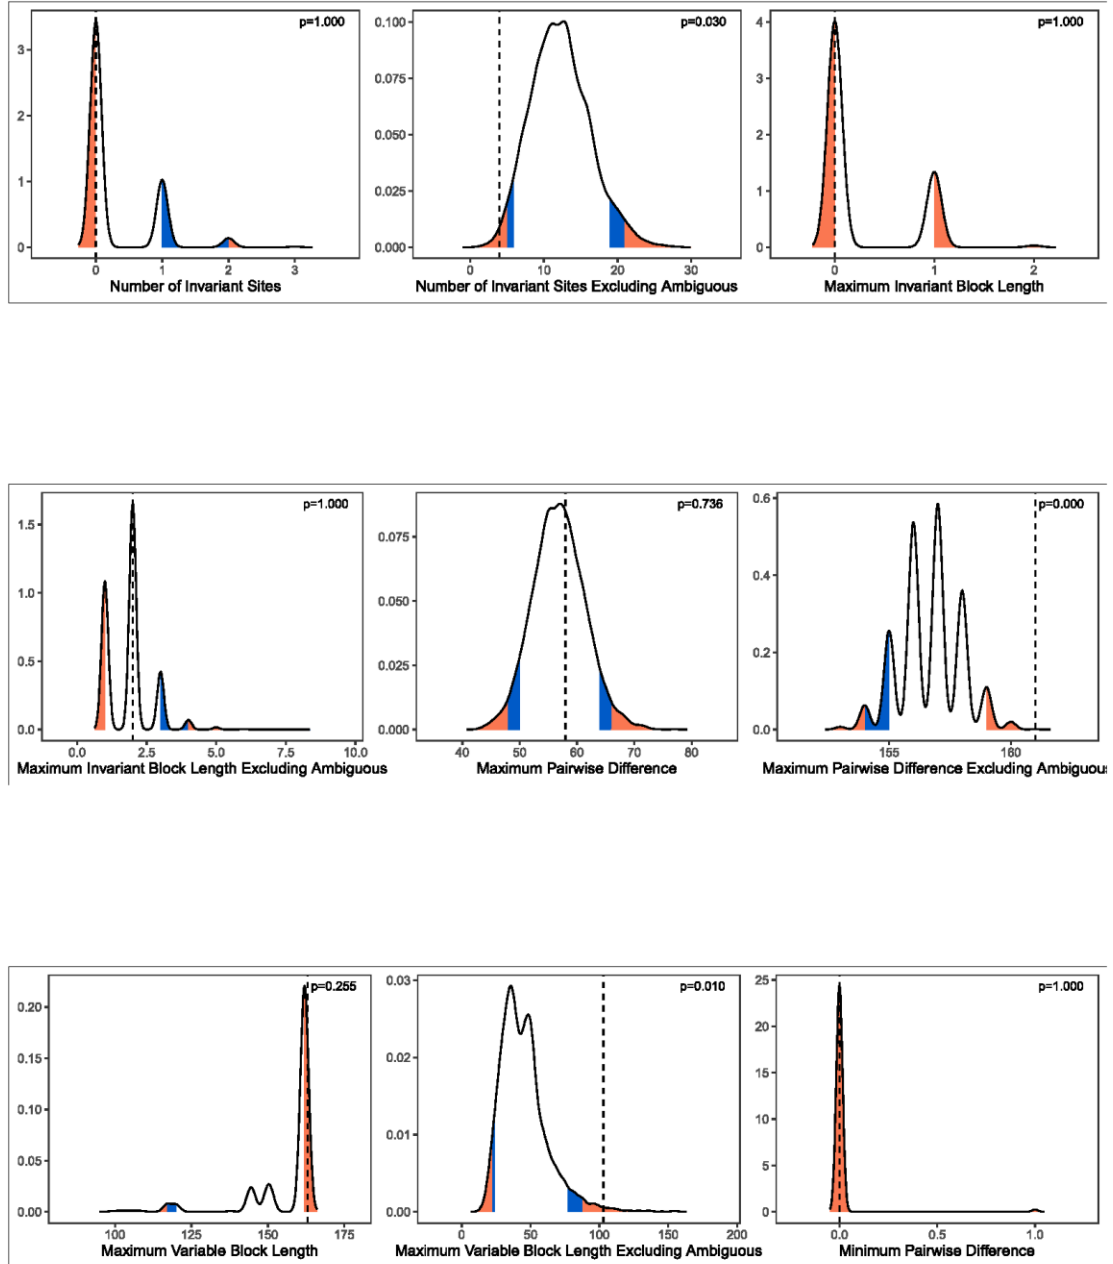 p=1.000
p=0.030
p=1.000
3
2
1
0
0.100
0.075
0.050
0.025
0.000
4
3
2
1
0
0 1 2 3
0 10 20 30
0 1 2
Number of Invariant Sites
Number of Invariant Sites Excluding Ambiguous
Maximum Invariant Block Length
p=1.000
p=0.736
p=0.000
1.5
1.0
0.5
0.0
0.075
0.050
0.025
0.000
0.6
0.4
0.2
0.0
0.0 2.5 5.0 7.5 10.0
40 50 60 70 80
155 160
Maximum Invariant Block Length Excluding Ambiguous
Maximum Pairwise Difference
Maximum Pairwise Difference Excluding Ambiguous
p=0.255
p=0.010
p=1.000
0.20
0.15
0.10
0.05
0.00
0.03
0.02
0.01
0.00
25
20
15
10
5
0
100 125 150 175
0 50 100 150 200
0.0 0.5 1.0
Maximum Variable Block Length
Maximum Variable Block Length Excluding Ambiguous
Minimum Pairwise Difference